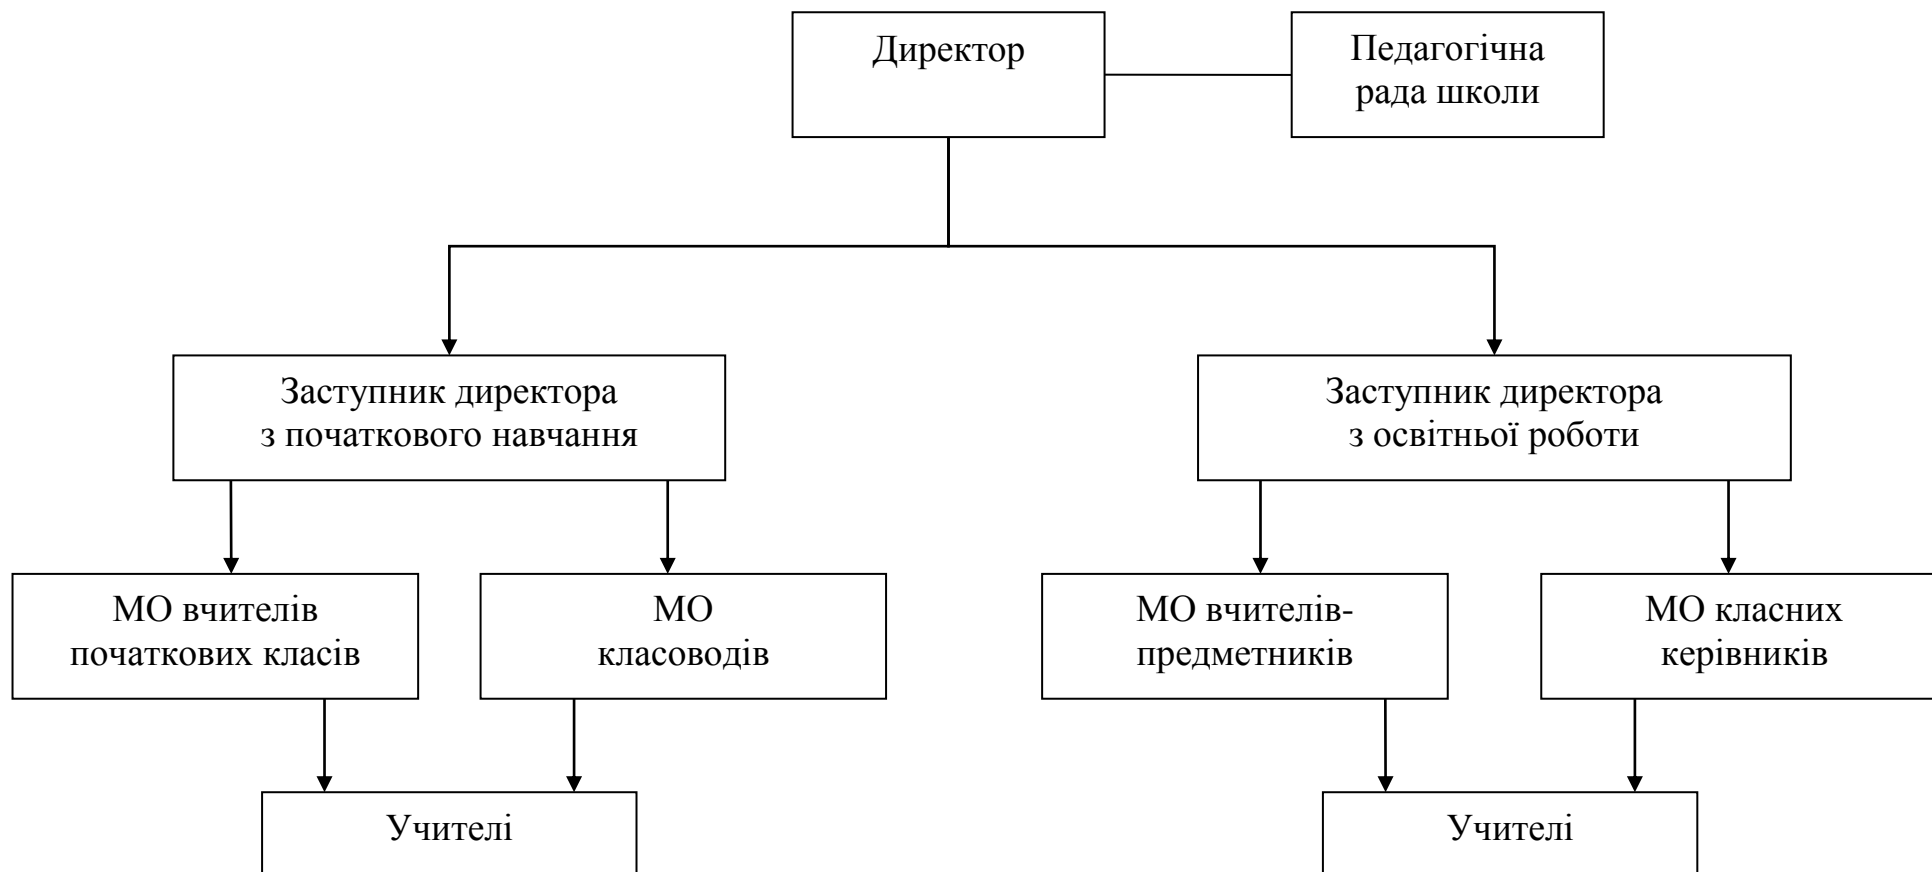 Директор
Педагогічна
рада школи
Заступник директора
з початкового навчання
Заступник директора
з освітньої роботи
МО вчителів
початкових класів
МО
класоводів
МО вчителів-
предметників
МО класних
керівників
Учителі
Учителі